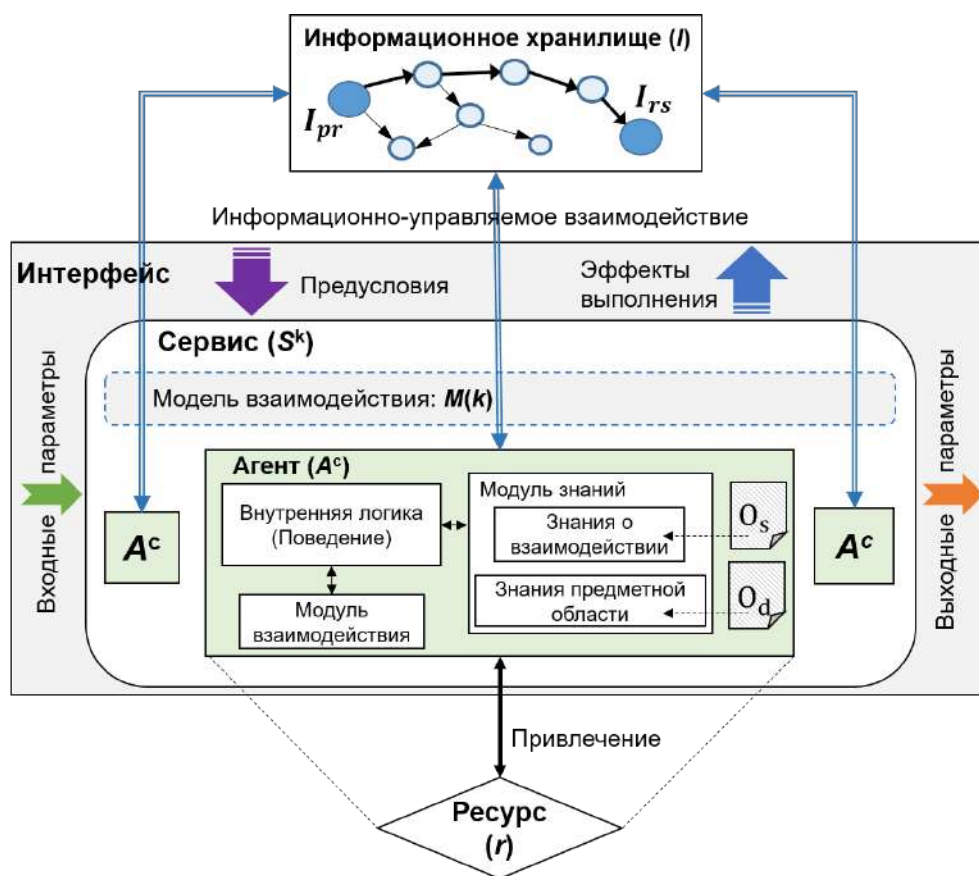 Информационное хранилище (I)
I_pr
I_rs
Информационно-управляемое взаимодействие
Интерфейс
Предусловия
Эффекты
выполнения
Сервис (S^k)
Модель взаимодействия: M(k)
Входные параметры
Выходные параметры
A^c
Агент (A^c)
Внутренняя логика
(Поведение)
Модуль
взаимодействия
Модуль знаний
Знания о
взаимодействии
Знания предметной
области
O_s
O_d
A^c
Привлечение
Ресурс
(r)